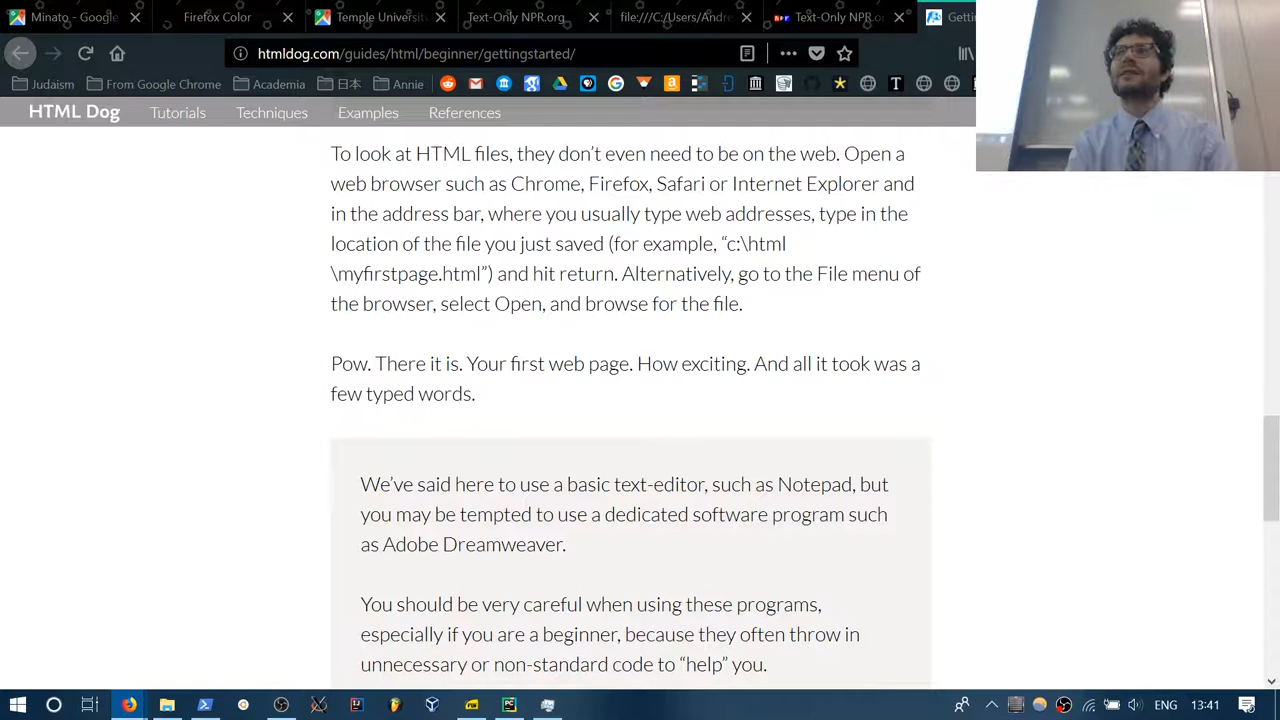 Minato - Google
Firefox Color
Temple Universit
Text-Only NPR.org
file:///C:/Users/Andre
Text-Only NPR.or
Getti
htmldog.com/guides/html/beginner/gettingstarted/
Judaism
From Google Chrome
Academia
日本
Annie
HTML Dog
Tutorials
Techniques
Examples
References
To look at HTML files, they don’t even need to be on the web. Open a
web browser such as Chrome, Firefox, Safari or Internet Explorer and
in the address bar, where you usually type web addresses, type in the
location of the file you just saved (for example, “c:\html
\myfirstpage.html”) and hit return. Alternatively, go to the File menu of
the browser, select Open, and browse for the file.
Pow. There it is. Your first web page. How exciting. And all it took was a
few typed words.
We’ve said here to use a basic text-editor, such as Notepad, but
you may be tempted to use a dedicated software program such
as Adobe Dreamweaver.
You should be very careful when using these programs,
especially if you are a beginner, because they often throw in
unnecessary or non-standard code to “help” you.
ENG
13:41